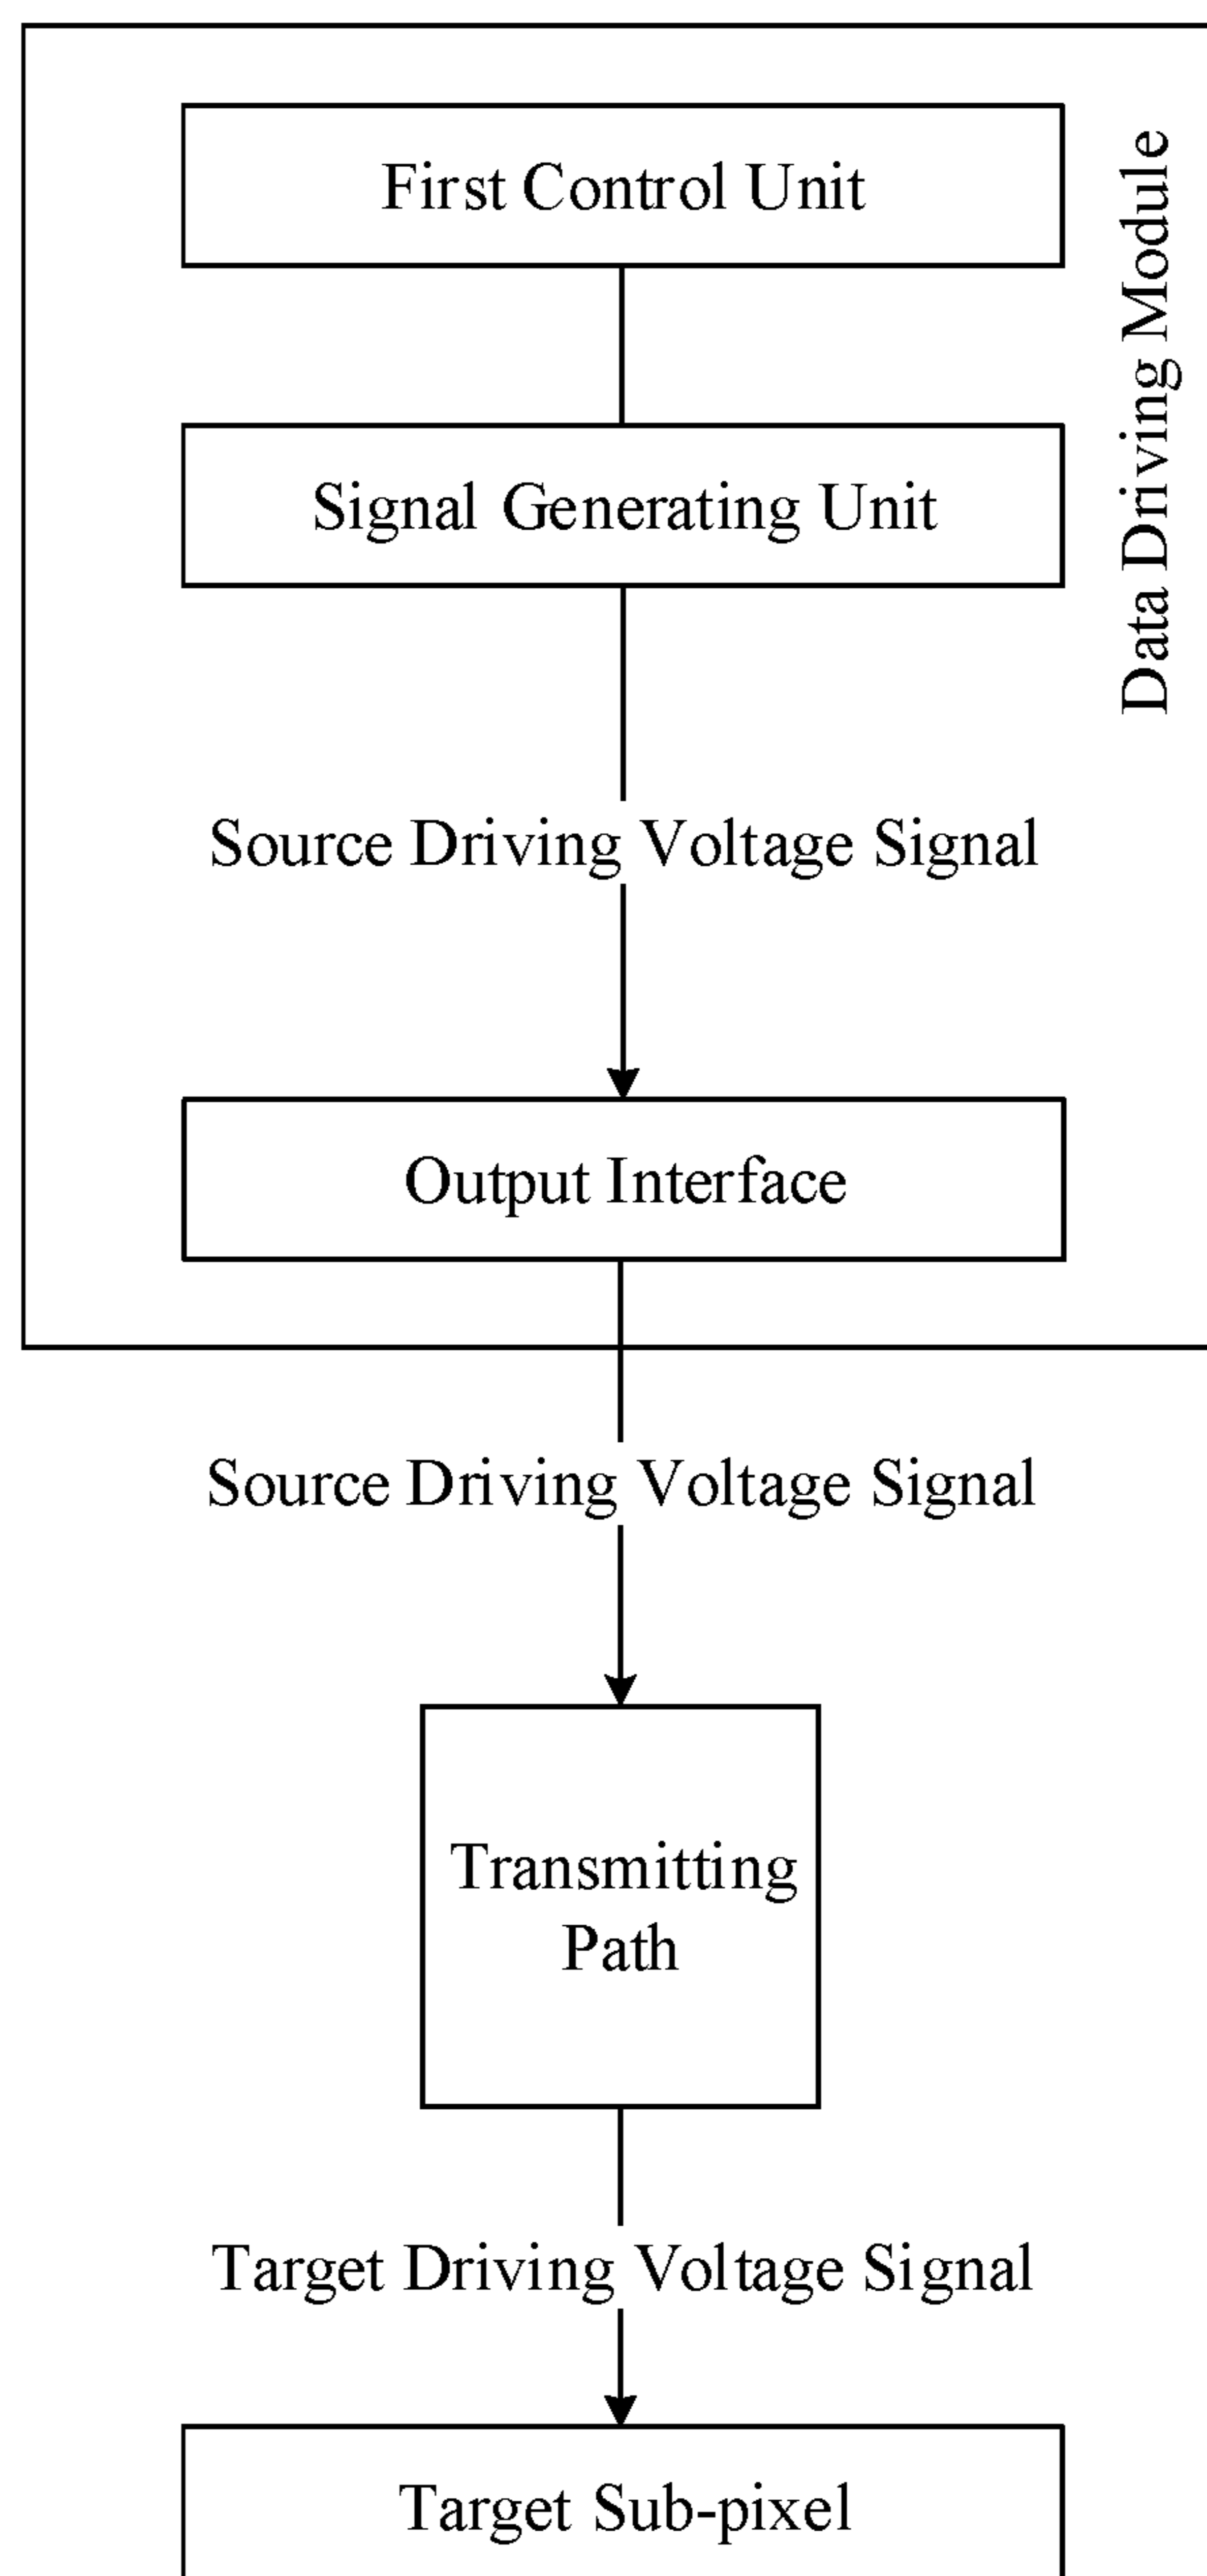 First Control Unit
Data Driving Module
Signal Generating Unit
Source Driving Voltage Signal
Output Interface
Source Driving Voltage Signal
Transmitting
Path
Target Driving Voltage Signal
Target Sub-pixel